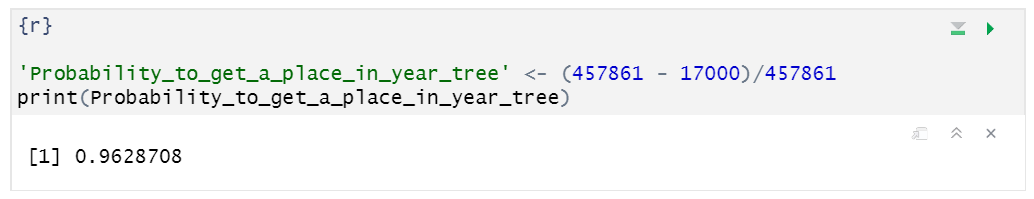 {r}
'Probability_to_get_a_place_in_year_tree' <- (457861 - 17000)/457861
print(Probability_to_get_a_place_in_year_tree)
[1] 0.9628708